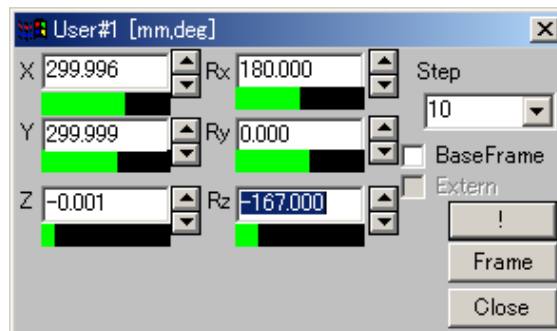 User#1 [mm,deg]
X 299.996 Rx 180.000 Step
10
Y 299.999 Ry 0.000 BaseFrame
Extern
Z -0.001 Rz -167.000
!
Frame
Close